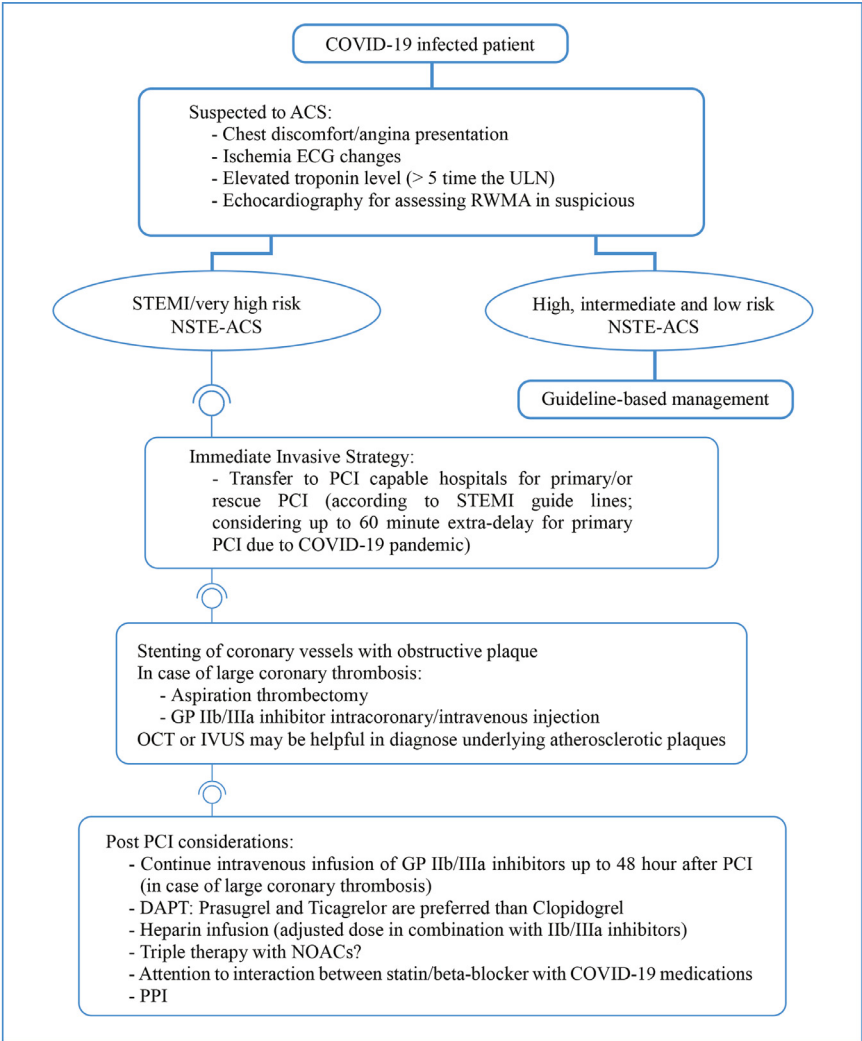 COVID-19 infected patient
Suspected to ACS:
- Chest discomfort/angina presentation
- Ischemia ECG changes
- Elevated troponin level (> 5 time the ULN)
- Echocardiography for assessing RWMA in suspicious
STEMI/very high risk
NSTE-ACS
High, intermediate and low risk
NSTE-ACS
Guideline-based management
Immediate Invasive Strategy:
- Transfer to PCI capable hospitals for primary/or
rescue PCI (according to STEMI guide lines;
considering up to 60 minute extra-delay for primary
PCI due to COVID-19 pandemic)
Stenting of coronary vessels with obstructive plaque
In case of large coronary thrombosis:
- Aspiration thrombectomy
- GP IIb/IIIa inhibitor intracoronary/intravenous injection
OCT or IVUS may be helpful in diagnose underlying atherosclerotic plaques
Post PCI considerations:
- Continue intravenous infusion of GP IIb/IIIa inhibitors up to 48 hour after PCI
(in case of large coronary thrombosis)
- DAPT: Prasugrel and Ticagrelor are preferred than Clopidogrel
- Heparin infusion (adjusted dose in combination with IIb/IIIa inhibitors)
- Triple therapy with NOACs?
- Attention to interaction between statin/beta-blocker with COVID-19 medications
- PPI